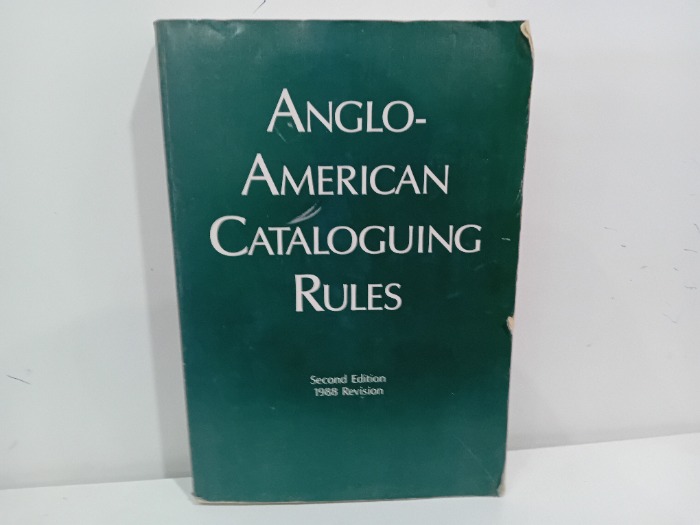 ANGLO-
AMERICAN
CATALOGUING
RULES
Second Edition
1988 Revision